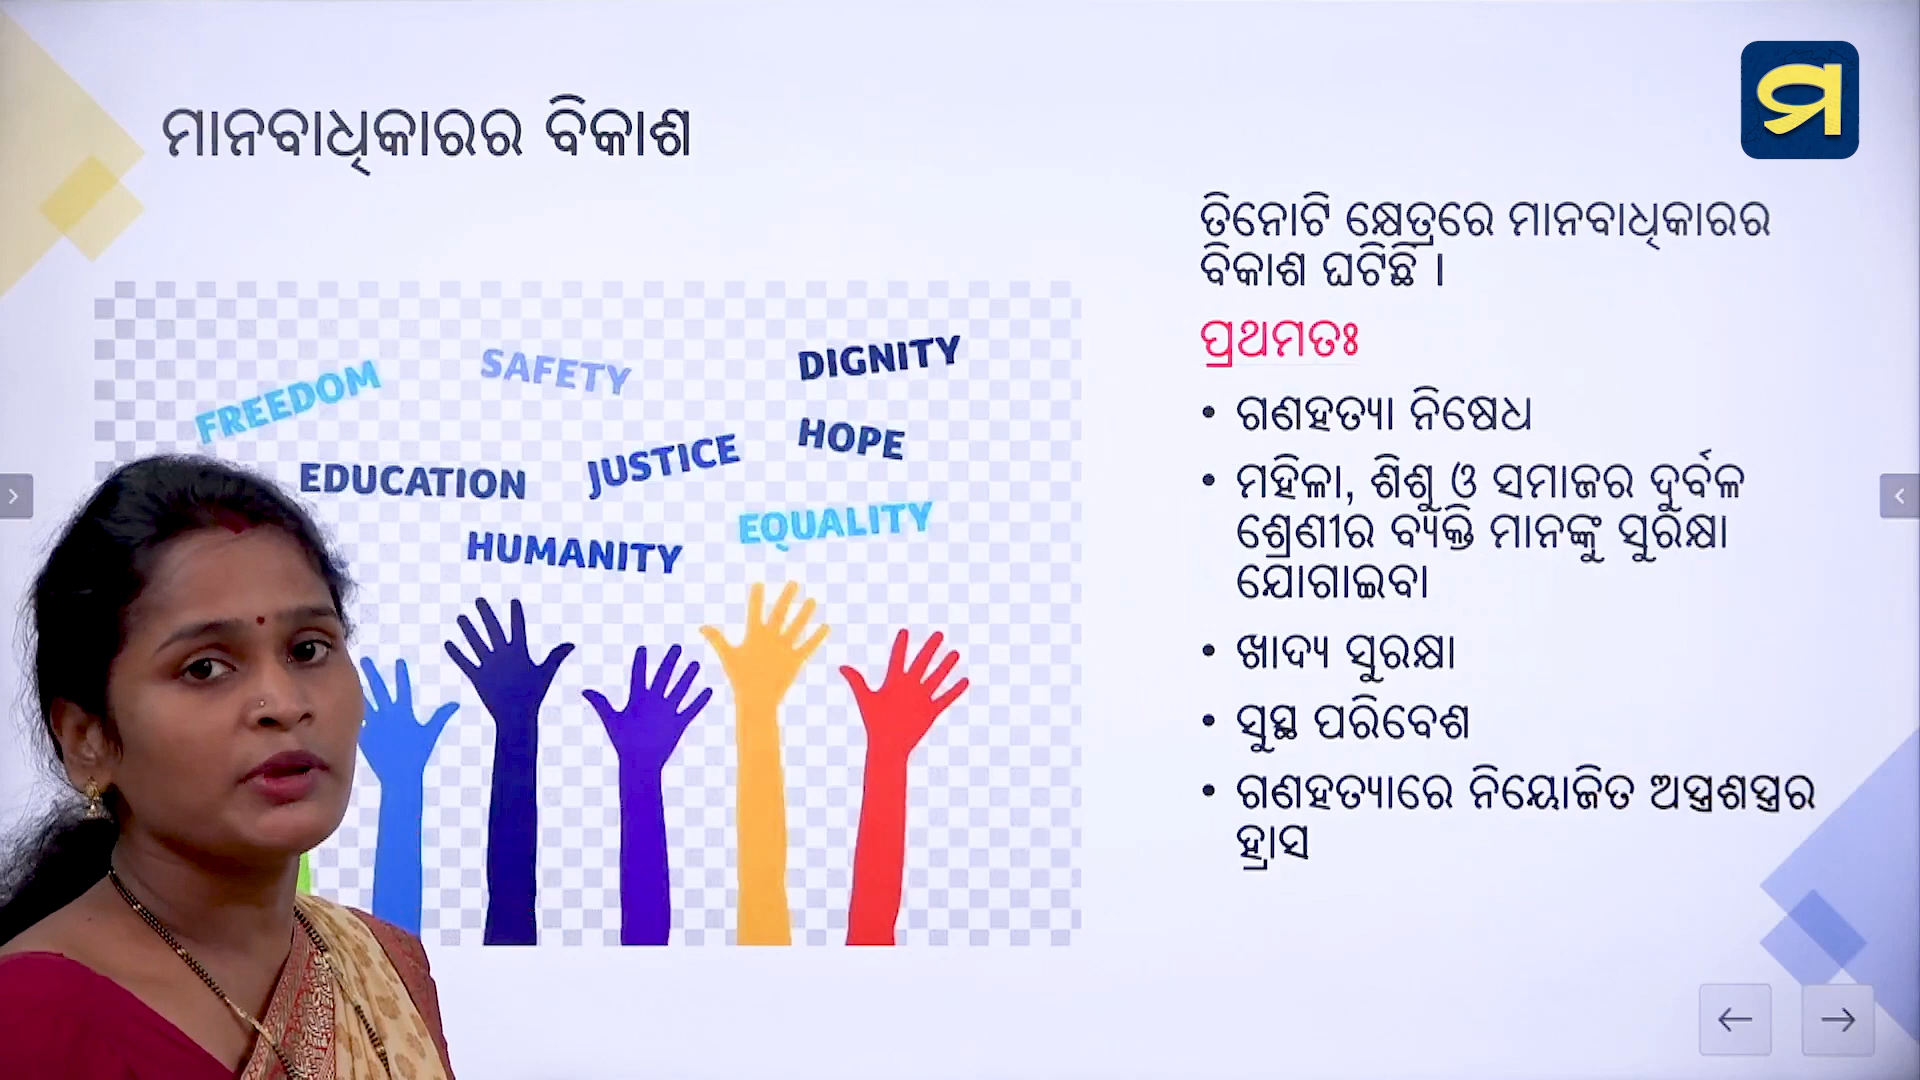 ମ
ମାନବାଧିକାରର ବିକାଶ
FREEDOM
SAFETY
DIGNITY
HOPE
EDUCATION
JUSTICE
EQUALITY
HUMANITY
ତିନୋଟି କ୍ଷେତ୍ରରେ ମାନବାଧିକାରର
ବିକାଶ ଘଟିଛି ।
ପ୍ରଥମତଃ
• ଗଣହତ୍ୟା ନିଷେଧ
• ମହିଳା, ଶିଶୁ ଓ ସମାଜର ଦୁର୍ବଳ
ଶ୍ରେଣୀର ବ୍ୟକ୍ତି ମାନଙ୍କୁ ସୁରକ୍ଷା
ଯୋଗାଇବା
• ଖାଦ୍ୟ ସୁରକ୍ଷା
• ସୁସ୍ଥ ପରିବେଶ
• ଗଣହତ୍ୟାରେ ନିୟୋଜିତ ଅସ୍ତ୍ରଶସ୍ତ୍ରର
ହ୍ରାସ